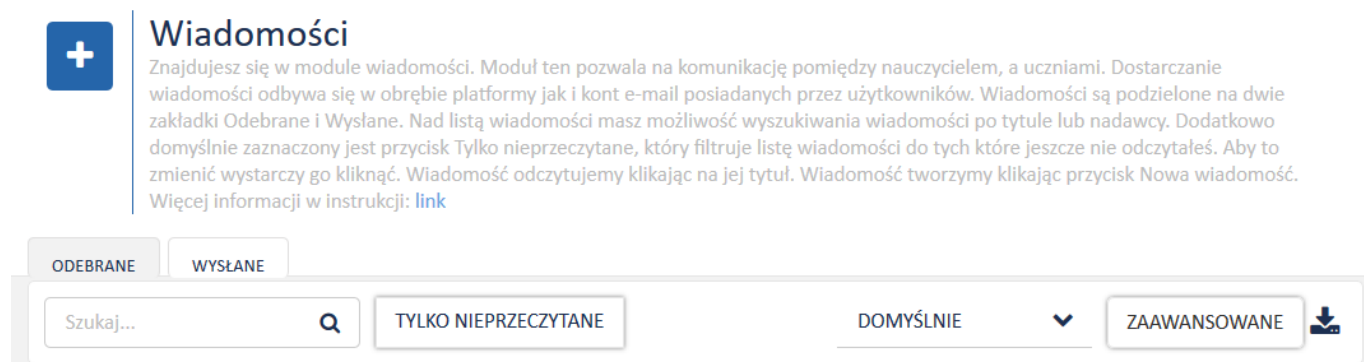 Wiadomości
Znajdujesz się w module wiadomości. Moduł ten pozwala na komunikację pomiędzy nauczycielem, a uczniami. Dostarczanie
wiadomości odbywa się w obrębie platformy jak i kont e-mail posiadanych przez użytkowników. Wiadomości są podzielone na dwie
zakładki Odebrane i Wysłane. Nad listą wiadomości masz możliwość wyszukiwania wiadomości po tytule lub nadawcy. Dodatkowo
domyślnie zaznaczony jest przycisk Tylko nieprzeczytane, który filtruje listę wiadomości do tych które jeszcze nie odczytałeś. Aby to
zmienić wystarczy go kliknąć. Wiadomość odczytujemy klikając na jej tytuł. Wiadomość tworzymy klikając przycisk Nowa wiadomość.
Więcej informacji w instrukcji: link
ODEBRANE WYSŁANE
Szukaj... TYLKO NIEPRZECZYTANE DOMYŚLNIE ZAAWANSOWANE